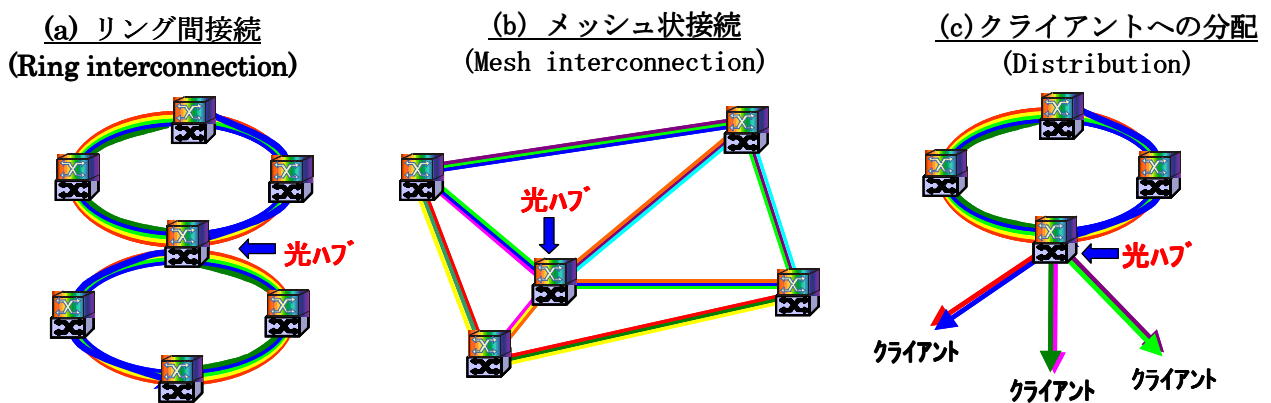 (a) リング間接続
(Ring interconnection)
光ﾊﾌﾞ
(b) メッシュ状接続
(Mesh interconnection)
光ﾊﾌﾞ
(c)クライアントへの分配
(Distribution)
光ﾊﾌﾞ
ｸﾗｲｱﾝﾄ
ｸﾗｲｱﾝﾄ
ｸﾗｲｱﾝﾄ